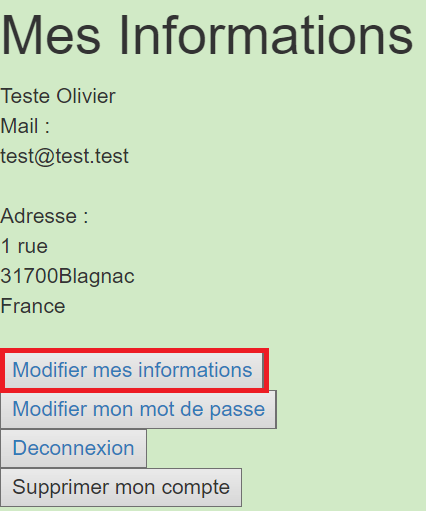 Mes Informations
Teste Olivier
Mail :
test@test.test
Adresse :
1 rue
31700Blagnac
France
Modifier mes informations
Modifier mon mot de passe
Deconnexion
Supprimer mon compte